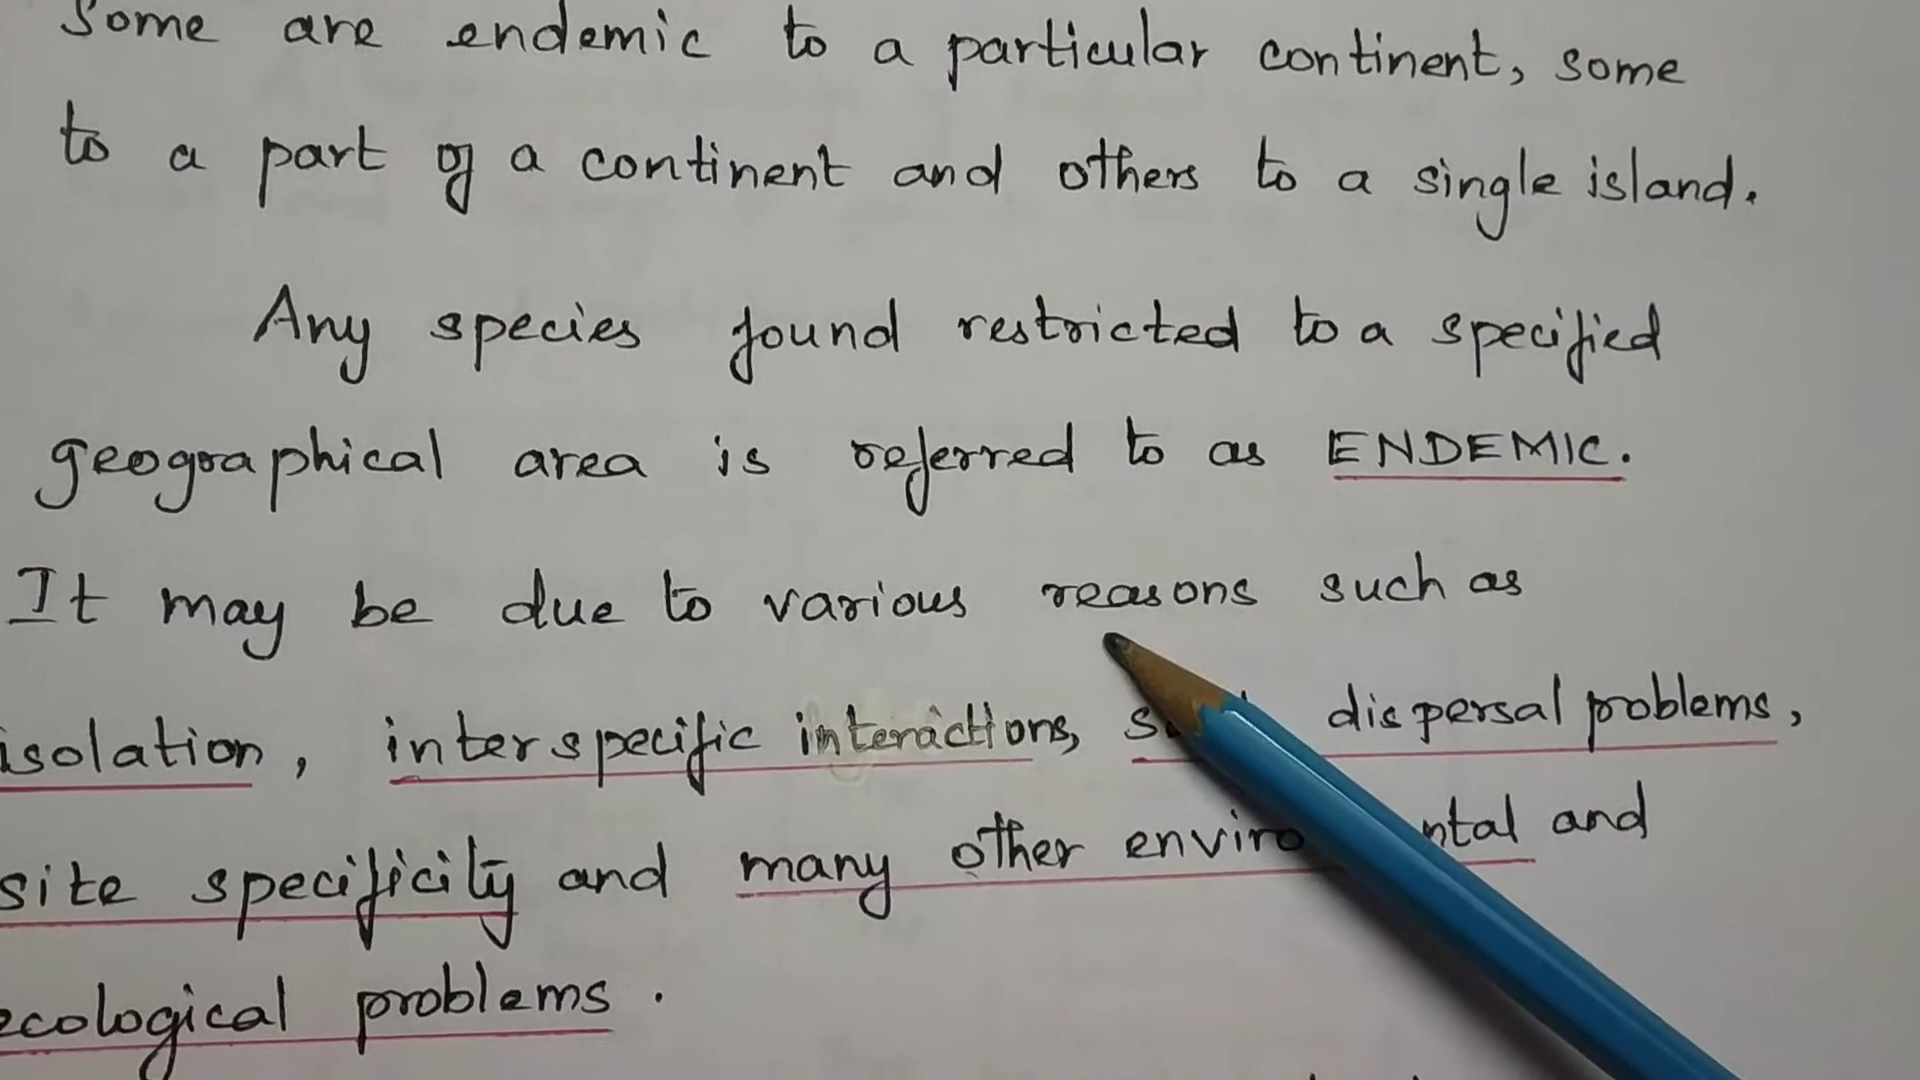 Some are endemic to a particular continent, some
to a part of a continent and others to a single island.
Any species found restricted to a specified
geographical area is referred to as ENDEMIC.
It may be due to various reasons such as
isolation, interspecific interactions, dispersal problems,
site specificity and many other and
ecological problems.